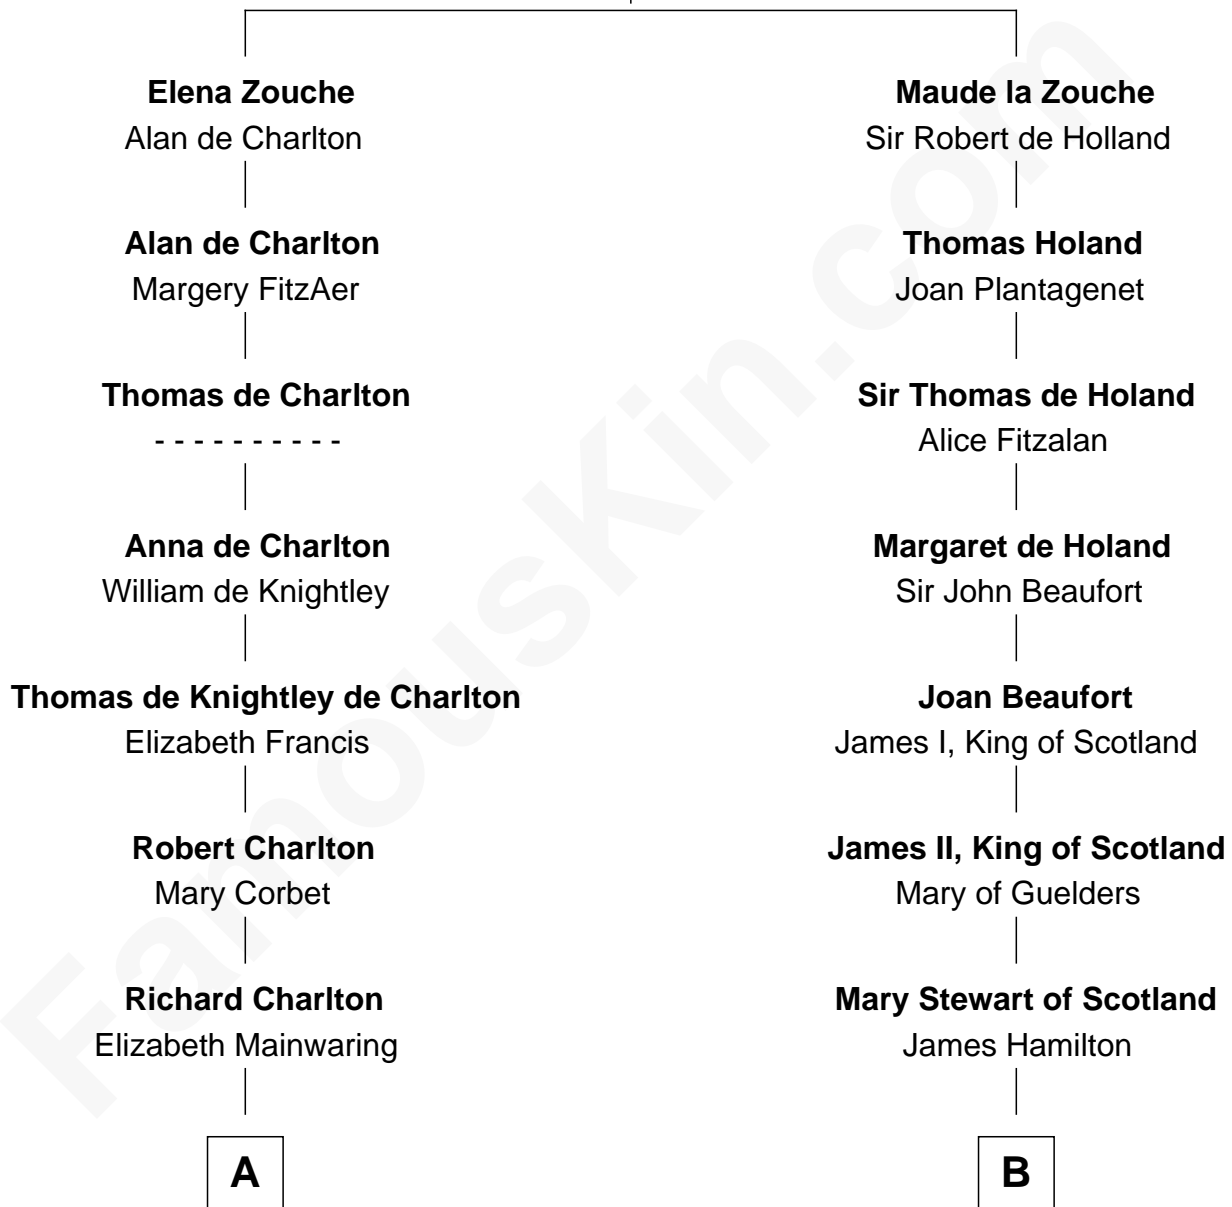 Elena Zouche
Alan de Charlton
Alan de Charlton
Margery FitzAer
Thomas de Charlton
- - - - - - - - - -
Anna de Charlton
William de Knightley
Thomas de Knightley de Charlton
Elizabeth Francis
Robert Charlton
Mary Corbet
Richard Charlton
Elizabeth Mainwaring
A
Maude la Zouche
Sir Robert de Holland
Thomas Holand
Joan Plantagenet
Sir Thomas de Holand
Alice Fitzalan
Margaret de Holand
Sir John Beaufort
Joan Beaufort
James I, King of Scotland
James II, King of Scotland
Mary of Guelders
Mary Stewart of Scotland
James Hamilton
B
FamousKin.com